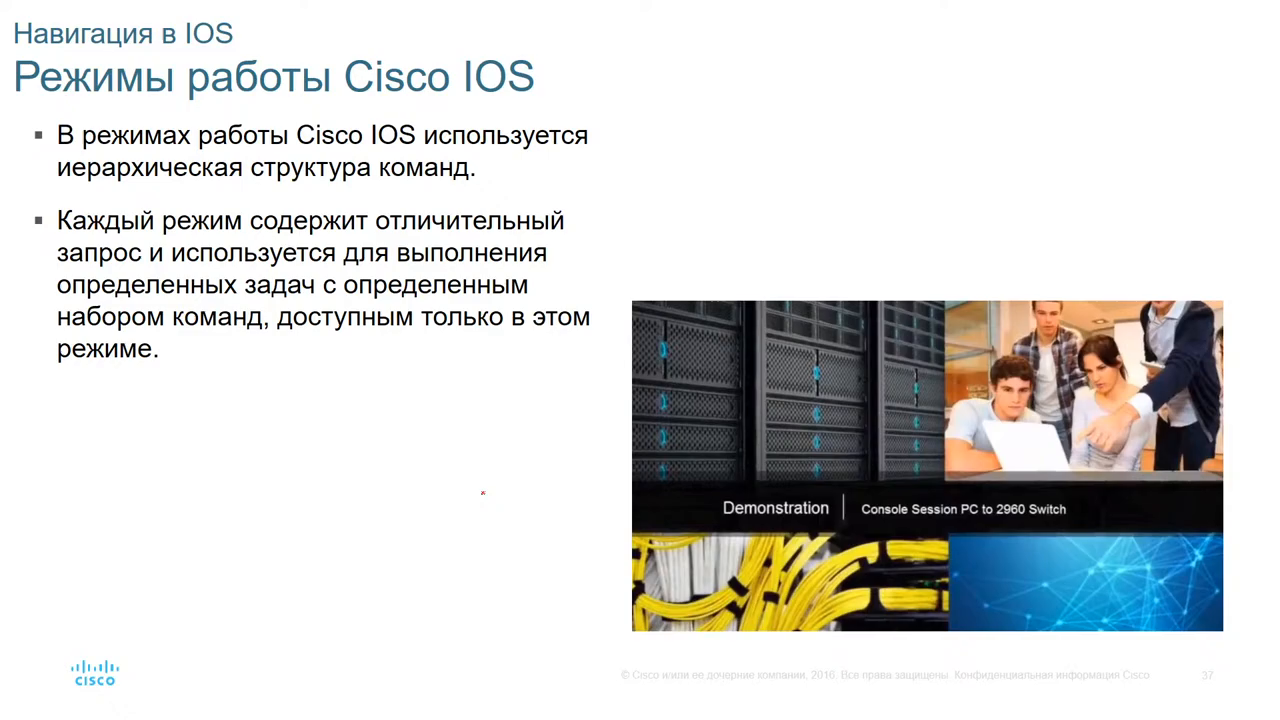 Навигация в IOS
Режимы работы Cisco IOS
В режимах работы Cisco IOS используется
иерархическая структура команд.
Каждый режим содержит отличительный
запрос и используется для выполнения
определенных задач с определенным
набором команд, доступным только в этом
режиме.
Demonstration
Console Session PC to 2960 Switch
CISCO
© Cisco и/или ее дочерние компании, 2016. Все права защищены. Конфиденциальная информация Cisco
37